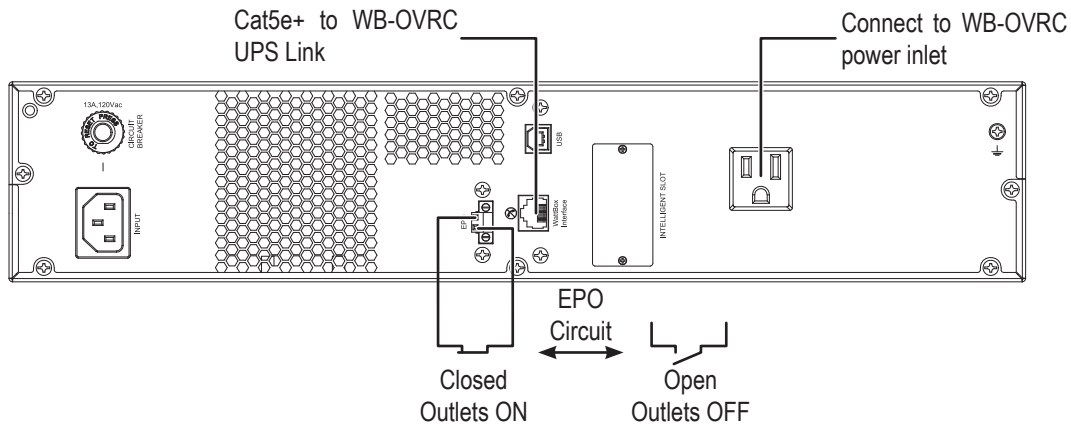 Cat5e+ to WB-OVRC
UPS Link
Connect to WB-OVRC
power inlet
13A,120Vac
PRESS TO RESET
CIRCUIT
BREAKER
INPUT
USB
WattBox
Interface
INTELLIGENT SLOT
EP
EPO
Circuit
Closed
Outlets ON
Open
Outlets OFF